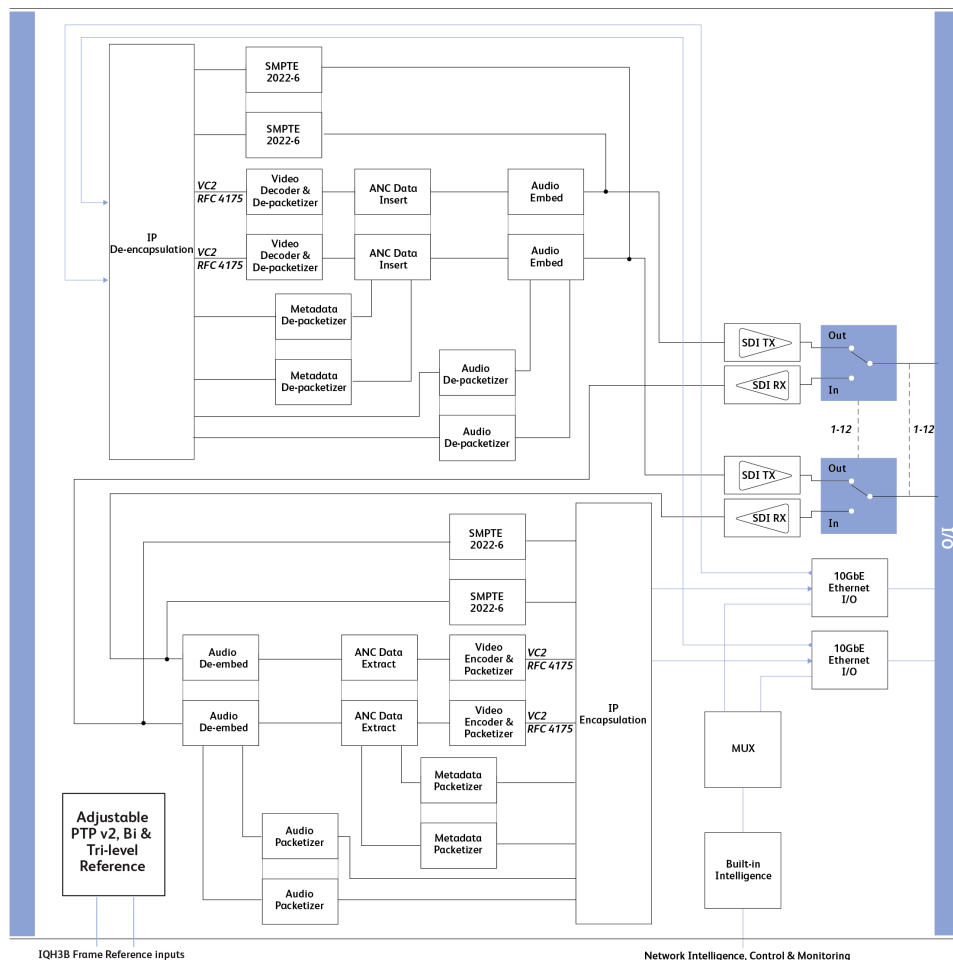 SMPTE
2022-6
SMPTE
2022-6
VC2
RFC 4175
Video
Decoder &
De-packetizer
ANC Data
Insert
Audio
Embed
IP
De-encapsulation
VC2
RFC 4175
Video
Decoder &
De-packetizer
ANC Data
Insert
Audio
Embed
Metadata
De-packetizer
Metadata
De-packetizer
Audio
De-packetizer
Audio
De-packetizer
SDI TX
Out
SDI RX
In
1-12
1-12
SDI TX
Out
SDI RX
In
I/O
SMPTE
2022-6
SMPTE
2022-6
10GbE
Ethernet
I/O
10GbE
Ethernet
I/O
Audio
De-embed
ANC Data
Extract
Video
Encoder &
Packetizer
VC2
RFC 4175
Audio
De-embed
ANC Data
Extract
Video
Encoder &
Packetizer
VC2
RFC 4175
IP
Encapsulation
MUX
Metadata
Packetizer
Metadata
Packetizer
Adjustable
PTP v2, Bi &
Tri-level
Reference
Audio
Packetizer
Audio
Packetizer
Built-in
Intelligence
IQH3B Frame Reference inputs
Network Intelligence, Control & Monitoring